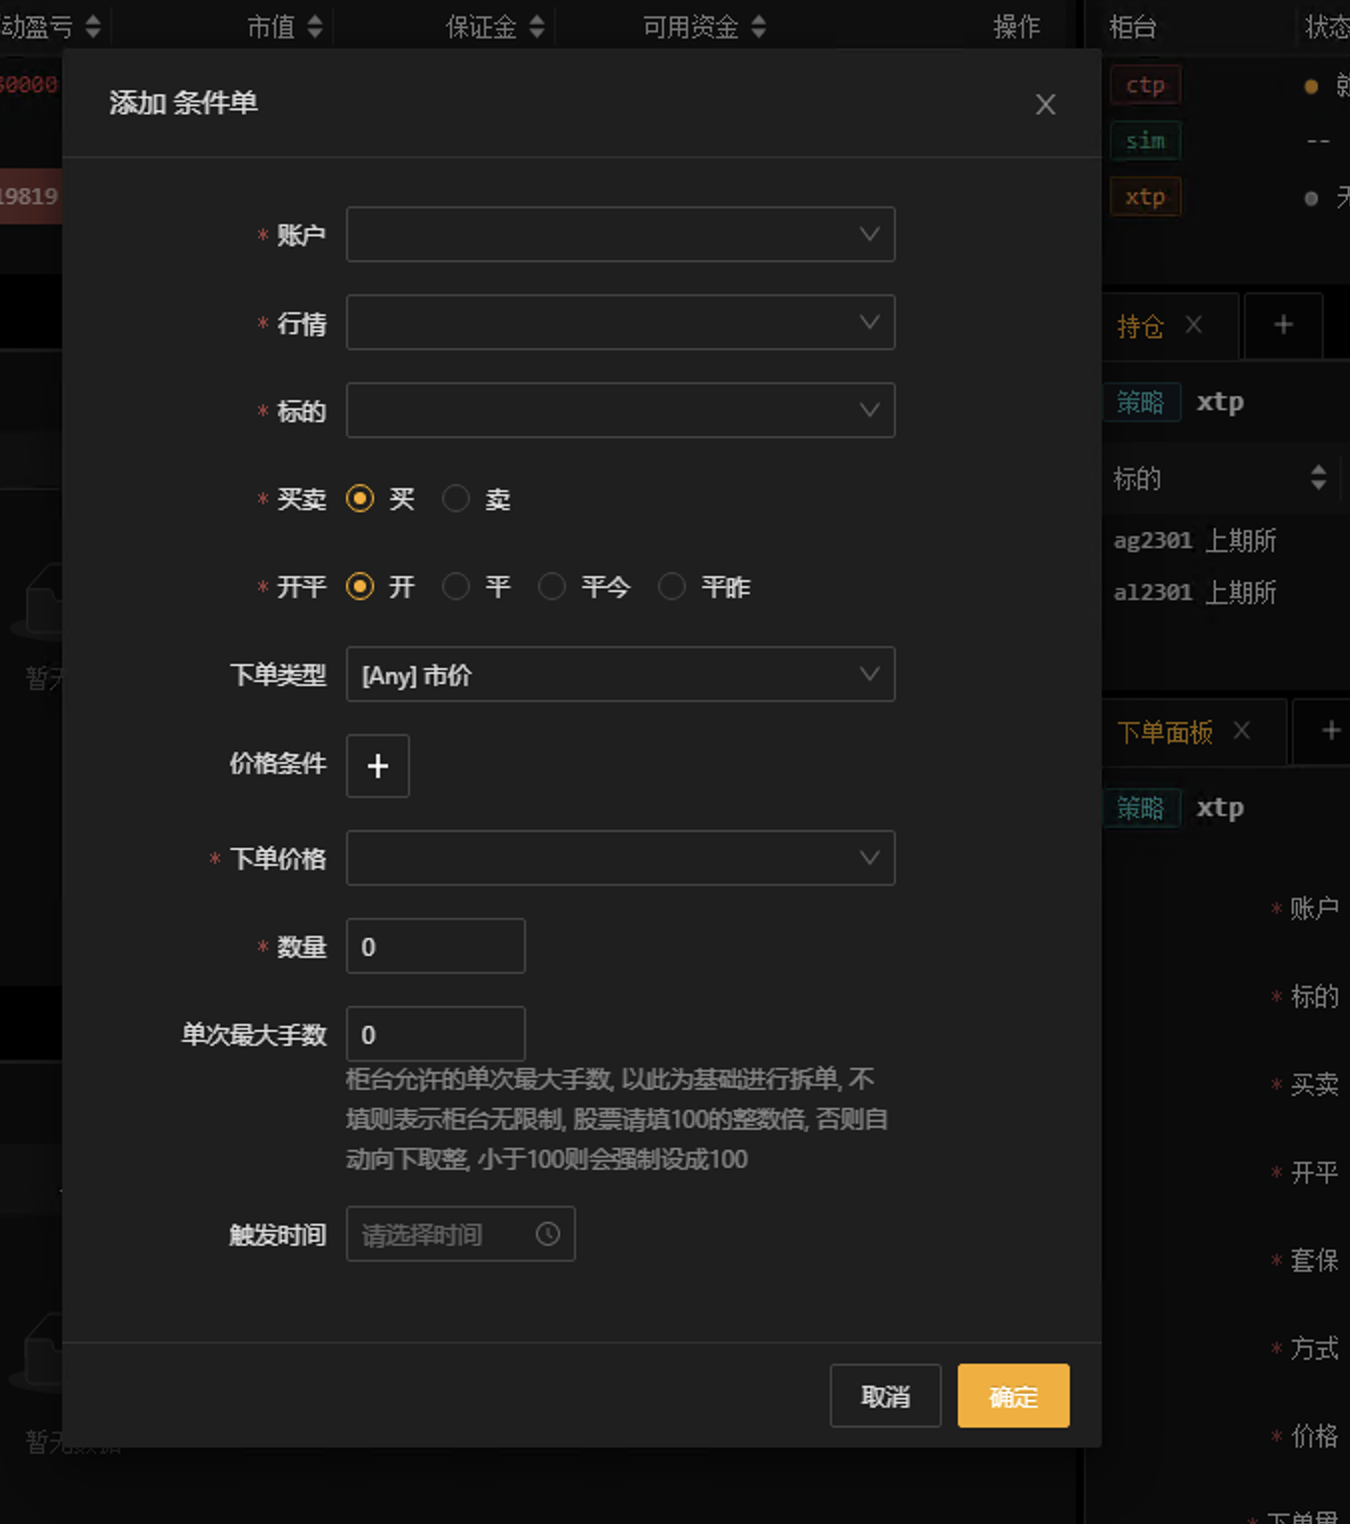 动盈亏 市值 保证金 可用资金 操作 柜台 状态
ctp
sim --
xtp
19819
添加 条件单
* 账户
* 行情
* 标的
* 买卖 买 卖
* 开平 开 平 平今 平昨
下单类型 [Any] 市价
价格条件 +
* 下单价格
* 数量 0
单次最大手数 0
柜台允许的单次最大手数, 以此为基础进行拆单, 不
填则表示柜台无限制, 股票请填100的整数倍, 否则自
动向下取整, 小于100则会强制设成100
触发时间 请选择时间
取消 确定
持仓 +
策略 xtp
标的
ag2301 上期所
al2301 上期所
下单面板 +
策略 xtp
* 账户
* 标的
* 买卖
* 开平
* 套保
* 方式
* 价格
暂无
暂无数据